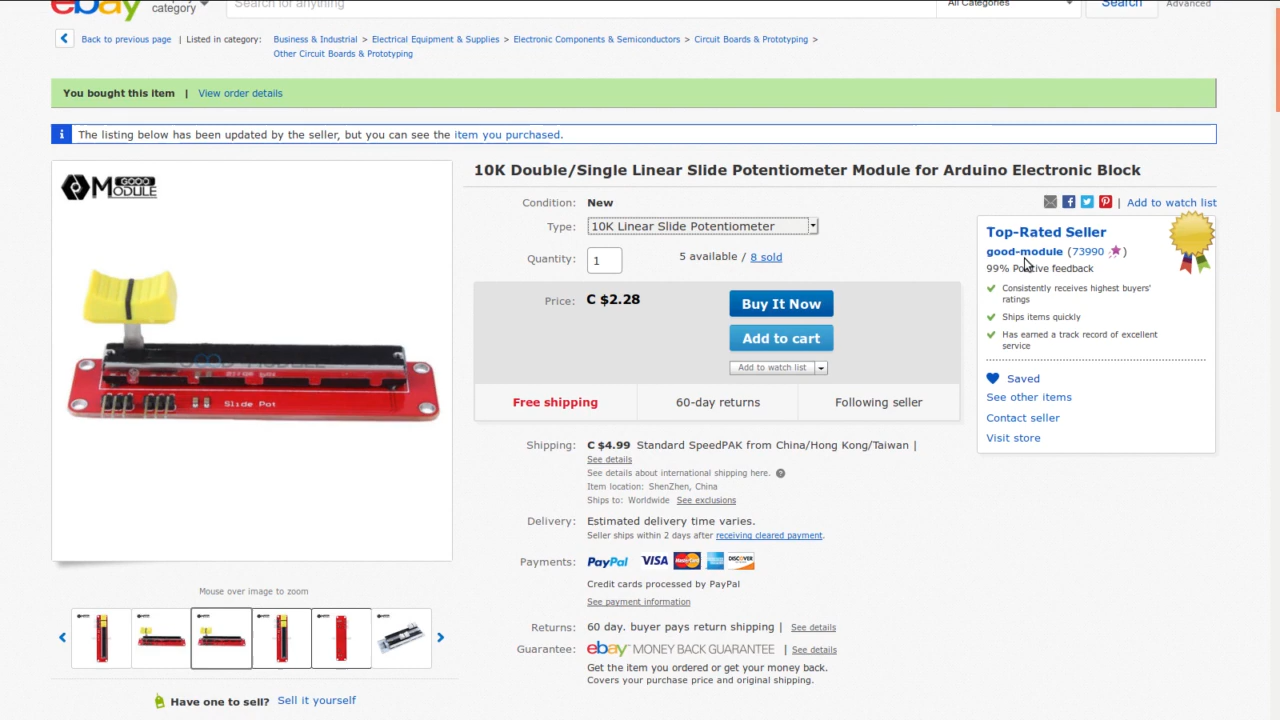 ebay
category
Search for anything
All Categories
Search
Advanced
Back to previous page | Listed in category: Business & Industrial > Electrical Equipment & Supplies > Electronic Components & Semiconductors > Circuit Boards & Prototyping >
Other Circuit Boards & Prototyping
You bought this item | View order details
i The listing below has been updated by the seller, but you can see the item you purchased.
GOOD
MODULE
Slide Pot
Mouse over image to zoom
Have one to sell? Sell it yourself
10K Double/Single Linear Slide Potentiometer Module for Arduino Electronic Block
Condition: New
Type: 10K Linear Slide Potentiometer
Quantity: 1 5 available / 8 sold
Price: C $2.28
Buy It Now
Add to cart
Add to watch list
Free shipping 60-day returns Following seller
Shipping: C $4.99 Standard SpeedPAK from China/Hong Kong/Taiwan |
See details
See details about international shipping here. ?
Item location: ShenZhen, China
Ships to: Worldwide See exclusions
Delivery: Estimated delivery time varies.
Seller ships within 2 days after receiving cleared payment.
Payments: PayPal VISA MasterCard AMEX DISCOVER
Credit cards processed by PayPal
See payment information
Returns: 60 day. buyer pays return shipping | See details
Guarantee: ebay MONEY BACK GUARANTEE | See details
Get the item you ordered or get your money back.
Covers your purchase price and original shipping.
| Add to watch list
Top-Rated Seller
good-module (73990 )
99% Positive feedback
Consistently receives highest buyers'
ratings
Ships items quickly
Has earned a track record of excellent
service
Saved
See other items
Contact seller
Visit store